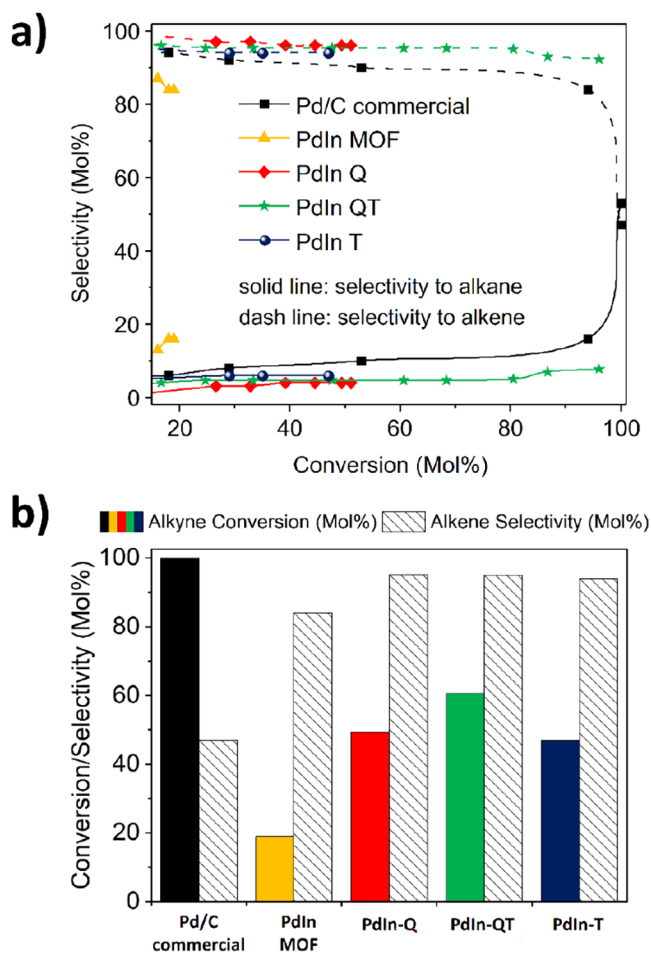 a)
100
80
60
40
20
0
Selectivity (Mol%)
Pd/C commercial
PdIn MOF
PdIn Q
PdIn QT
PdIn T
solid line: selectivity to alkane
dash line: selectivity to alkene
20 40 60 80 100
Conversion (Mol%)
b)
Alkyne Conversion (Mol%) Alkene Selectivity (Mol%)
100
80
60
40
20
0
Conversion/Selectivity (Mol%)
Pd/C PdIn PdIn-Q PdIn-QT PdIn-T
commercial MOF